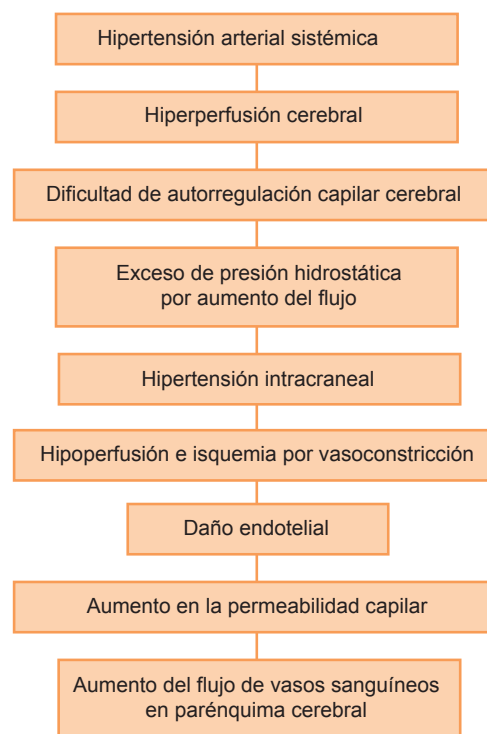 Hipertensión arterial sistémica
Hiperperfusión cerebral
Dificultad de autorregulación capilar cerebral
Exceso de presión hidrostática
por aumento del flujo
Hipertensión intracraneal
Hipoperfusión e isquemia por vasoconstricción
Daño endotelial
Aumento en la permeabilidad capilar
Aumento del flujo de vasos sanguíneos
en parénquima cerebral